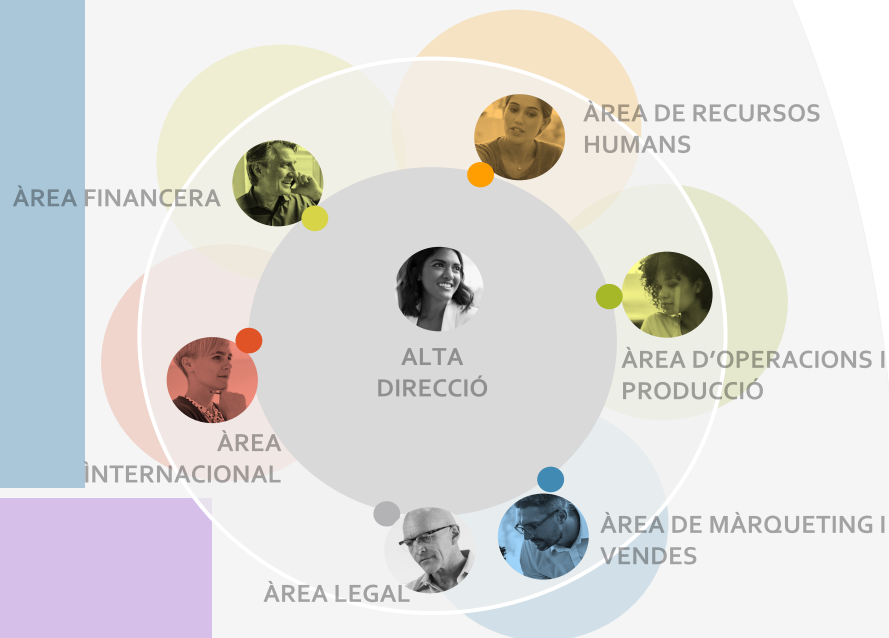 ÀREA DE RECURSOS
HUMANS
ÀREA FINANCERA
ALTA
DIRECCIÓ
ÀREA D'OPERACIONS I
PRODUCCIÓ
ÀREA
INTERNACIONAL
ÀREA DE MÀRQUETING I
VENDES
ÀREA LEGAL